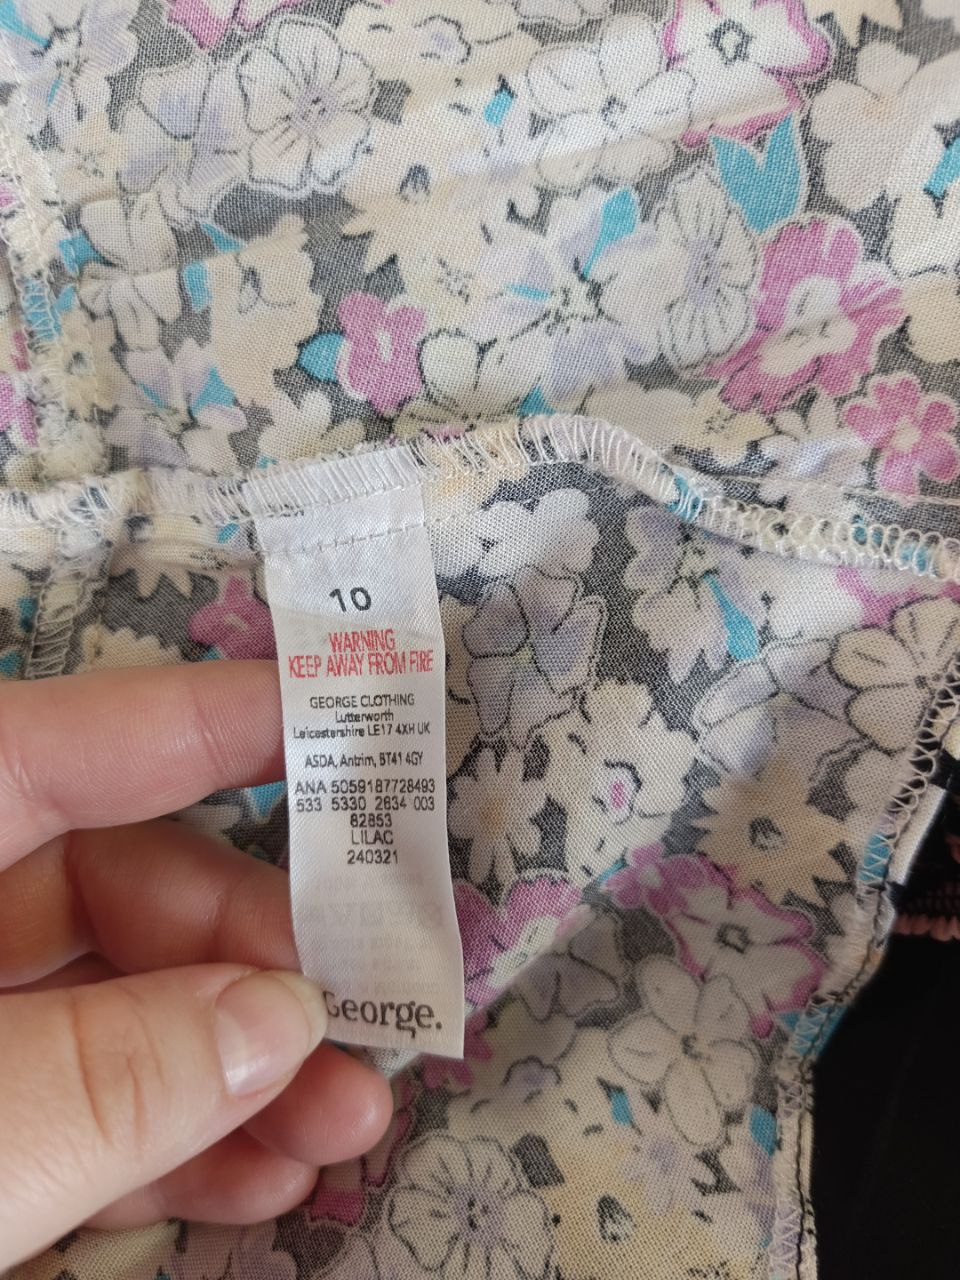 10
WARNING
KEEP AWAY FROM FIRE
GEORGE CLOTHING
Lutterworth
Leicestershire LE17 4XH UK
ASDA, Antrim, BT41 4GY
ANA 5059187728493
533 5330 2634 003
82853
LILAC
240321
George.